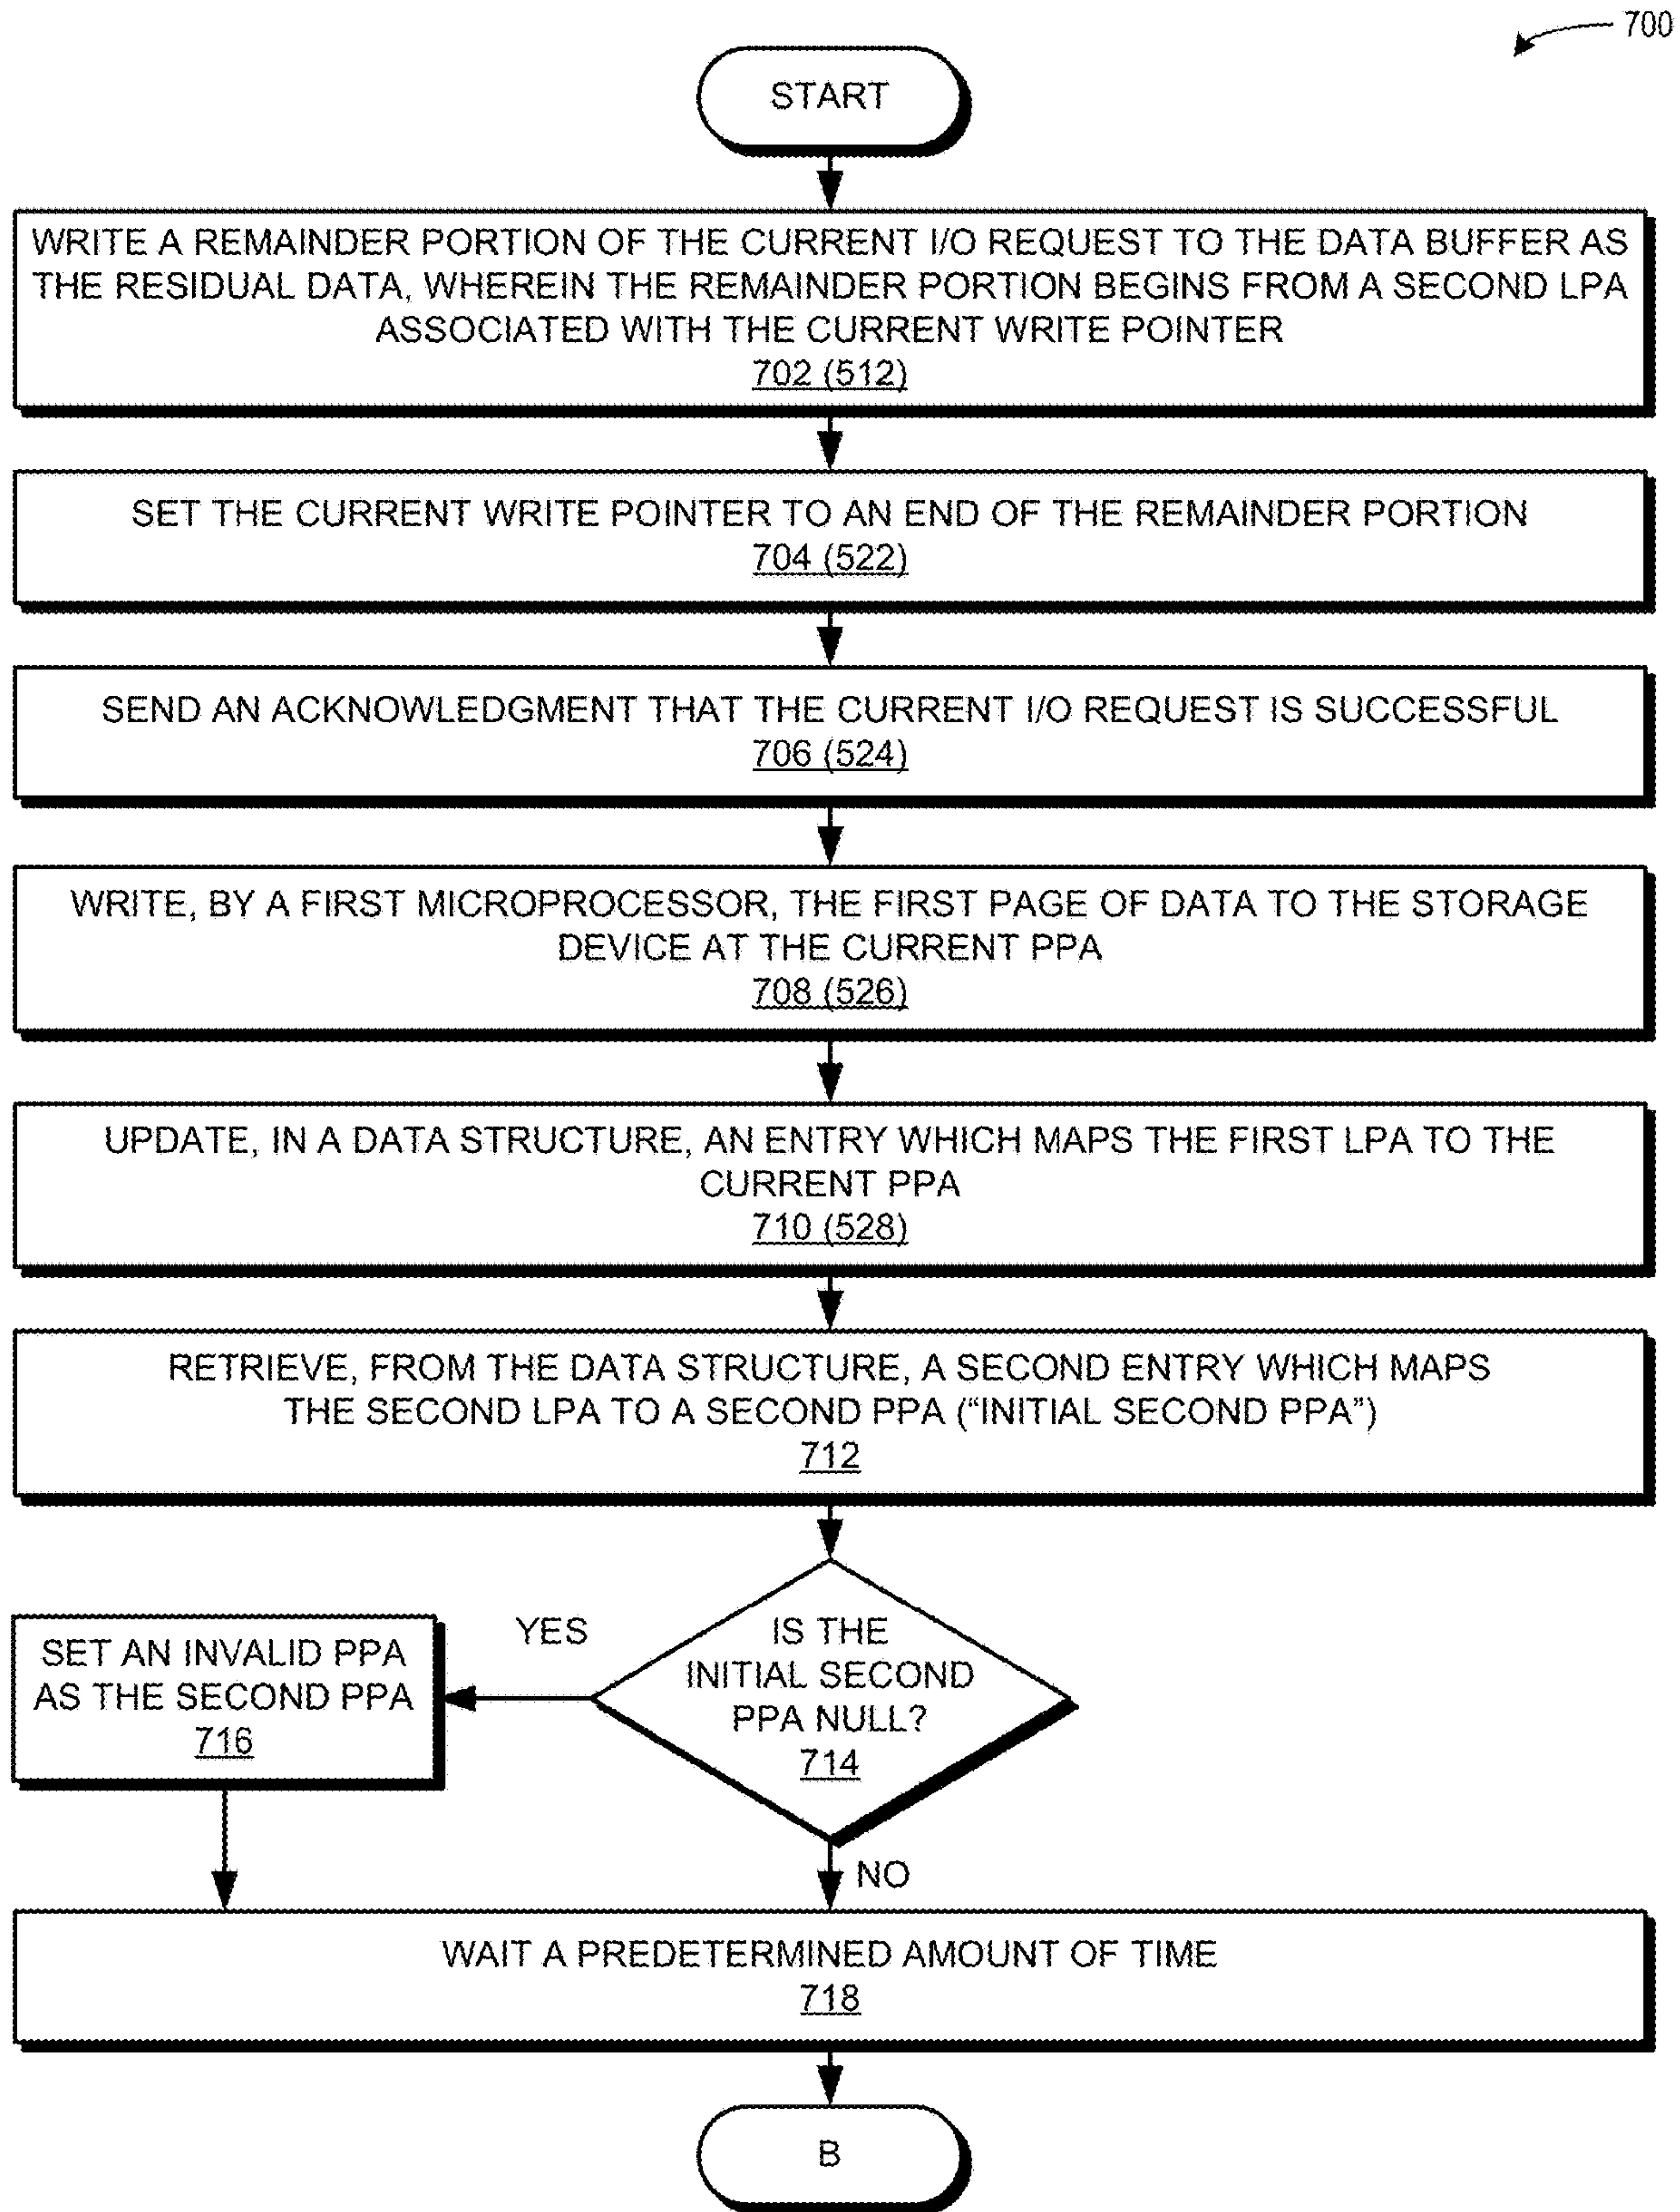 700
START
WRITE A REMAINDER PORTION OF THE CURRENT I/O REQUEST TO THE DATA BUFFER AS
THE RESIDUAL DATA, WHEREIN THE REMAINDER PORTION BEGINS FROM A SECOND LPA
ASSOCIATED WITH THE CURRENT WRITE POINTER
702 (512)
SET THE CURRENT WRITE POINTER TO AN END OF THE REMAINDER PORTION
704 (522)
SEND AN ACKNOWLEDGMENT THAT THE CURRENT I/O REQUEST IS SUCCESSFUL
706 (524)
WRITE, BY A FIRST MICROPROCESSOR, THE FIRST PAGE OF DATA TO THE STORAGE
DEVICE AT THE CURRENT PPA
708 (526)
UPDATE, IN A DATA STRUCTURE, AN ENTRY WHICH MAPS THE FIRST LPA TO THE
CURRENT PPA
710 (528)
RETRIEVE, FROM THE DATA STRUCTURE, A SECOND ENTRY WHICH MAPS
THE SECOND LPA TO A SECOND PPA (“INITIAL SECOND PPA”)
712
IS THE
INITIAL SECOND
PPA NULL?
714
YES
SET AN INVALID PPA
AS THE SECOND PPA
716
NO
WAIT A PREDETERMINED AMOUNT OF TIME
718
B